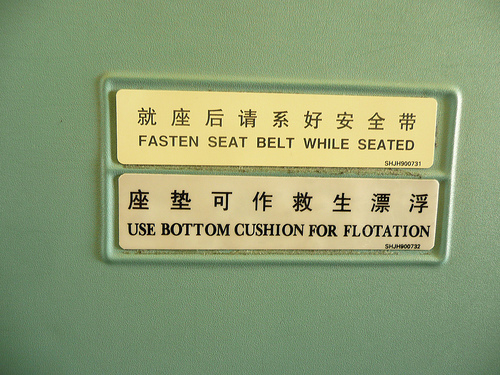 就座后请系好安全带
FASTEN SEAT BELT WHILE SEATED
SHJH900731
座垫可作救生漂浮
USE BOTTOM CUSHION FOR FLOTATION
SHJH900732